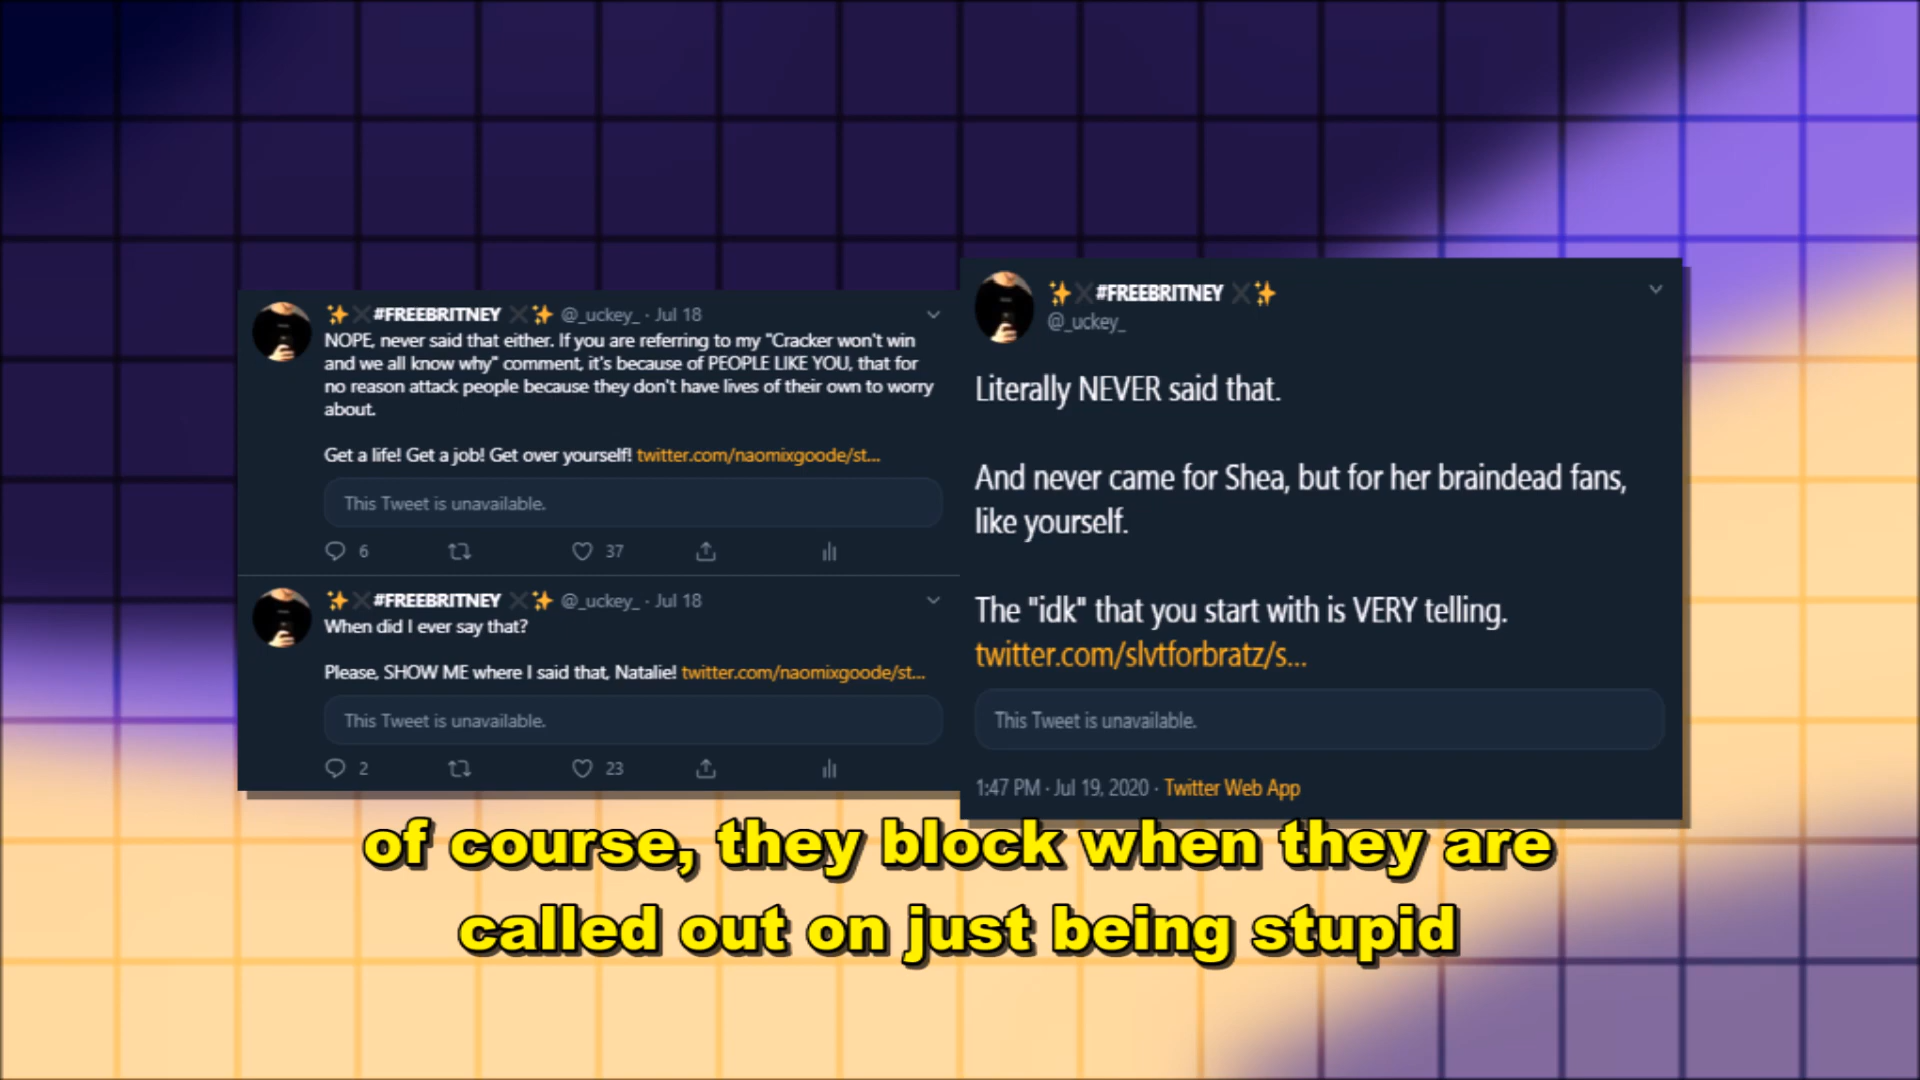 ✨✖#FREEBRITNEY ✖✨ @_uckey_ · Jul 18
NOPE, never said that either. If you are referring to my "Cracker won't win
and we all know why" comment, it's because of PEOPLE LIKE YOU, that for
no reason attack people because they don't have lives of their own to worry
about.
Get a life! Get a job! Get over yourself! twitter.com/naomixgoode/st...
This Tweet is unavailable.
6 37
✨✖#FREEBRITNEY ✖✨ @_uckey_ · Jul 18
When did I ever say that?
Please, SHOW ME where I said that, Natalie! twitter.com/naomixgoode/st...
This Tweet is unavailable.
2 23
✨✖#FREEBRITNEY ✖✨
@_uckey_
Literally NEVER said that.
And never came for Shea, but for her braindead fans,
like yourself.
The "idk" that you start with is VERY telling.
twitter.com/slvtforbratz/s...
This Tweet is unavailable.
1:47 PM · Jul 19, 2020 · Twitter Web App
of course, they block when they are
called out on just being stupid